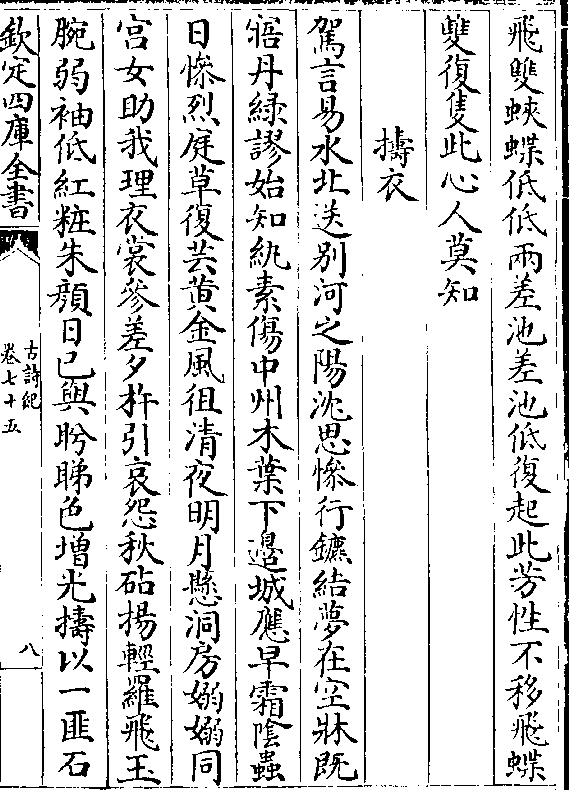 飛雙蛺蝶低低兩差池差池低復起此芳性不移飛蝶
雙復隻此心人莫知
擣衣
駕言易水北送別河之陽沈思慘行鑣結夢在空牀既
寤丹綠謬始知紈素傷中州木葉下邉城應早霜隂蟲
日慘烈庭草復芸黄金風徂清夜明月懸洞房嫋嫋同
宫女助我理衣裳參差夕杵引哀怨秋砧揚輕羅飛玉
腕弱袖低紅粧朱顔日已與眄睇色增光擣以一匪石
欽定四庫全書
古詩紀
卷七十五
八